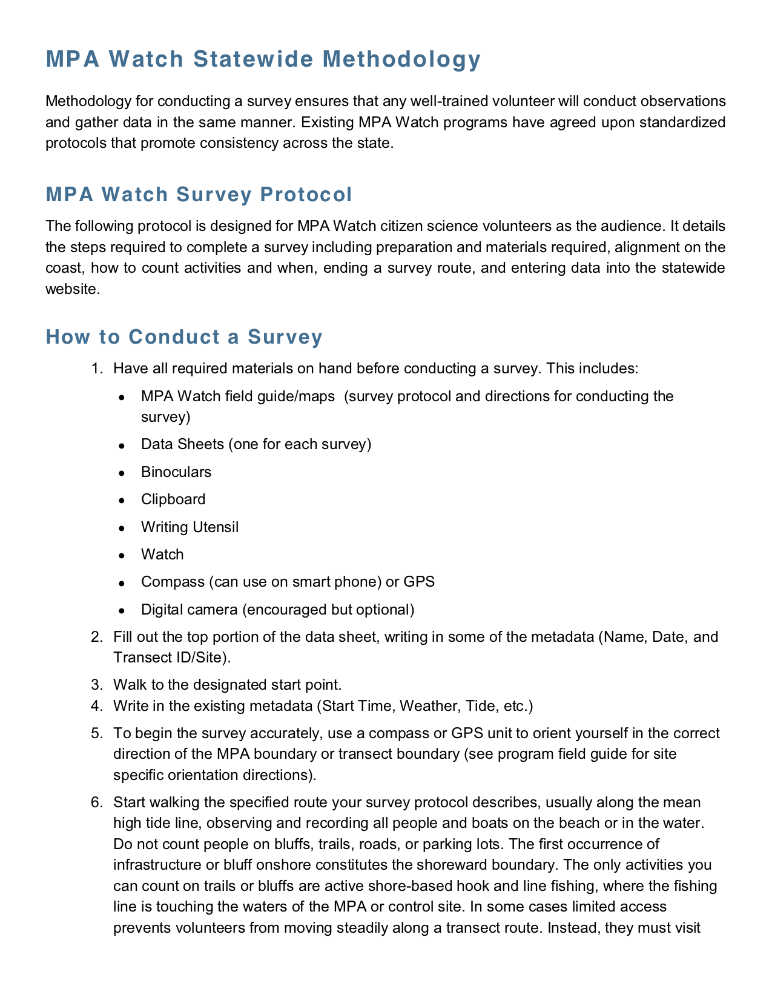 MPA Watch Statewide Methodology
Methodology for conducting a survey ensures that any well-trained volunteer will conduct observations
and gather data in the same manner. Existing MPA Watch programs have agreed upon standardized
protocols that promote consistency across the state.
MPA Watch Survey Protocol
The following protocol is designed for MPA Watch citizen science volunteers as the audience. It details
the steps required to complete a survey including preparation and materials required, alignment on the
coast, how to count activities and when, ending a survey route, and entering data into the statewide
website.
How to Conduct a Survey
1. Have all required materials on hand before conducting a survey. This includes:
● MPA Watch field guide/maps  (survey protocol and directions for conducting the
survey)
● Data Sheets (one for each survey)
● Binoculars
● Clipboard
● Writing Utensil
● Watch
● Compass (can use on smart phone) or GPS
● Digital camera (encouraged but optional)
2. Fill out the top portion of the data sheet, writing in some of the metadata (Name, Date, and
Transect ID/Site).
3. Walk to the designated start point.
4. Write in the existing metadata (Start Time, Weather, Tide, etc.)
5. To begin the survey accurately, use a compass or GPS unit to orient yourself in the correct
direction of the MPA boundary or transect boundary (see program field guide for site
specific orientation directions).
6. Start walking the specified route your survey protocol describes, usually along the mean
high tide line, observing and recording all people and boats on the beach or in the water.
Do not count people on bluffs, trails, roads, or parking lots. The first occurrence of
infrastructure or bluff onshore constitutes the shoreward boundary. The only activities you
can count on trails or bluffs are active shore-based hook and line fishing, where the fishing
line is touching the waters of the MPA or control site. In some cases limited access
prevents volunteers from moving steadily along a transect route. Instead, they must visit